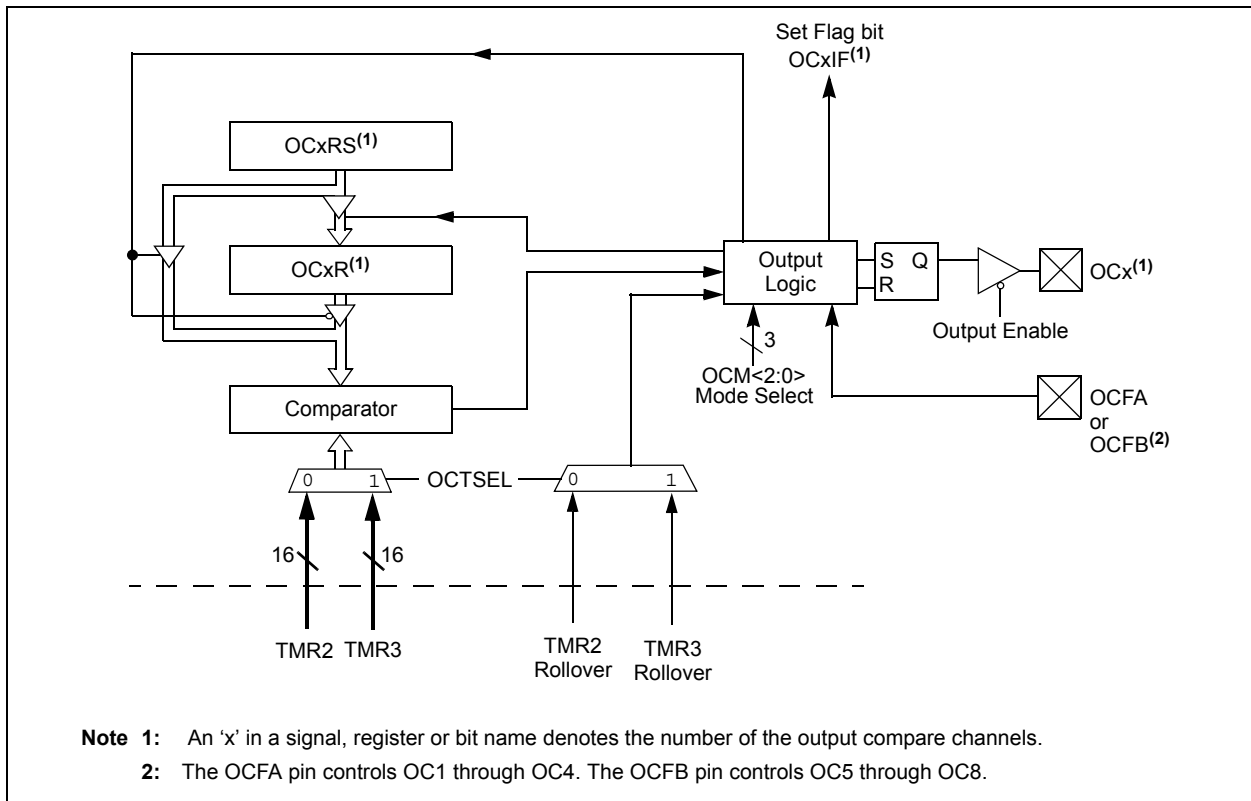 Set Flag bit
OCxIF(1)
OCxRS(1)
OCxR(1)
Output
Logic
S Q
R
OCx(1)
Output Enable
3
OCM<2:0>
Mode Select
OCFA
or
OCFB(2)
Comparator
0 1
OCTSEL
0 1
16
16
TMR2
TMR3
TMR2
Rollover
TMR3
Rollover
Note 1: An ‘x’ in a signal, register or bit name denotes the number of the output compare channels.
2: The OCFA pin controls OC1 through OC4. The OCFB pin controls OC5 through OC8.